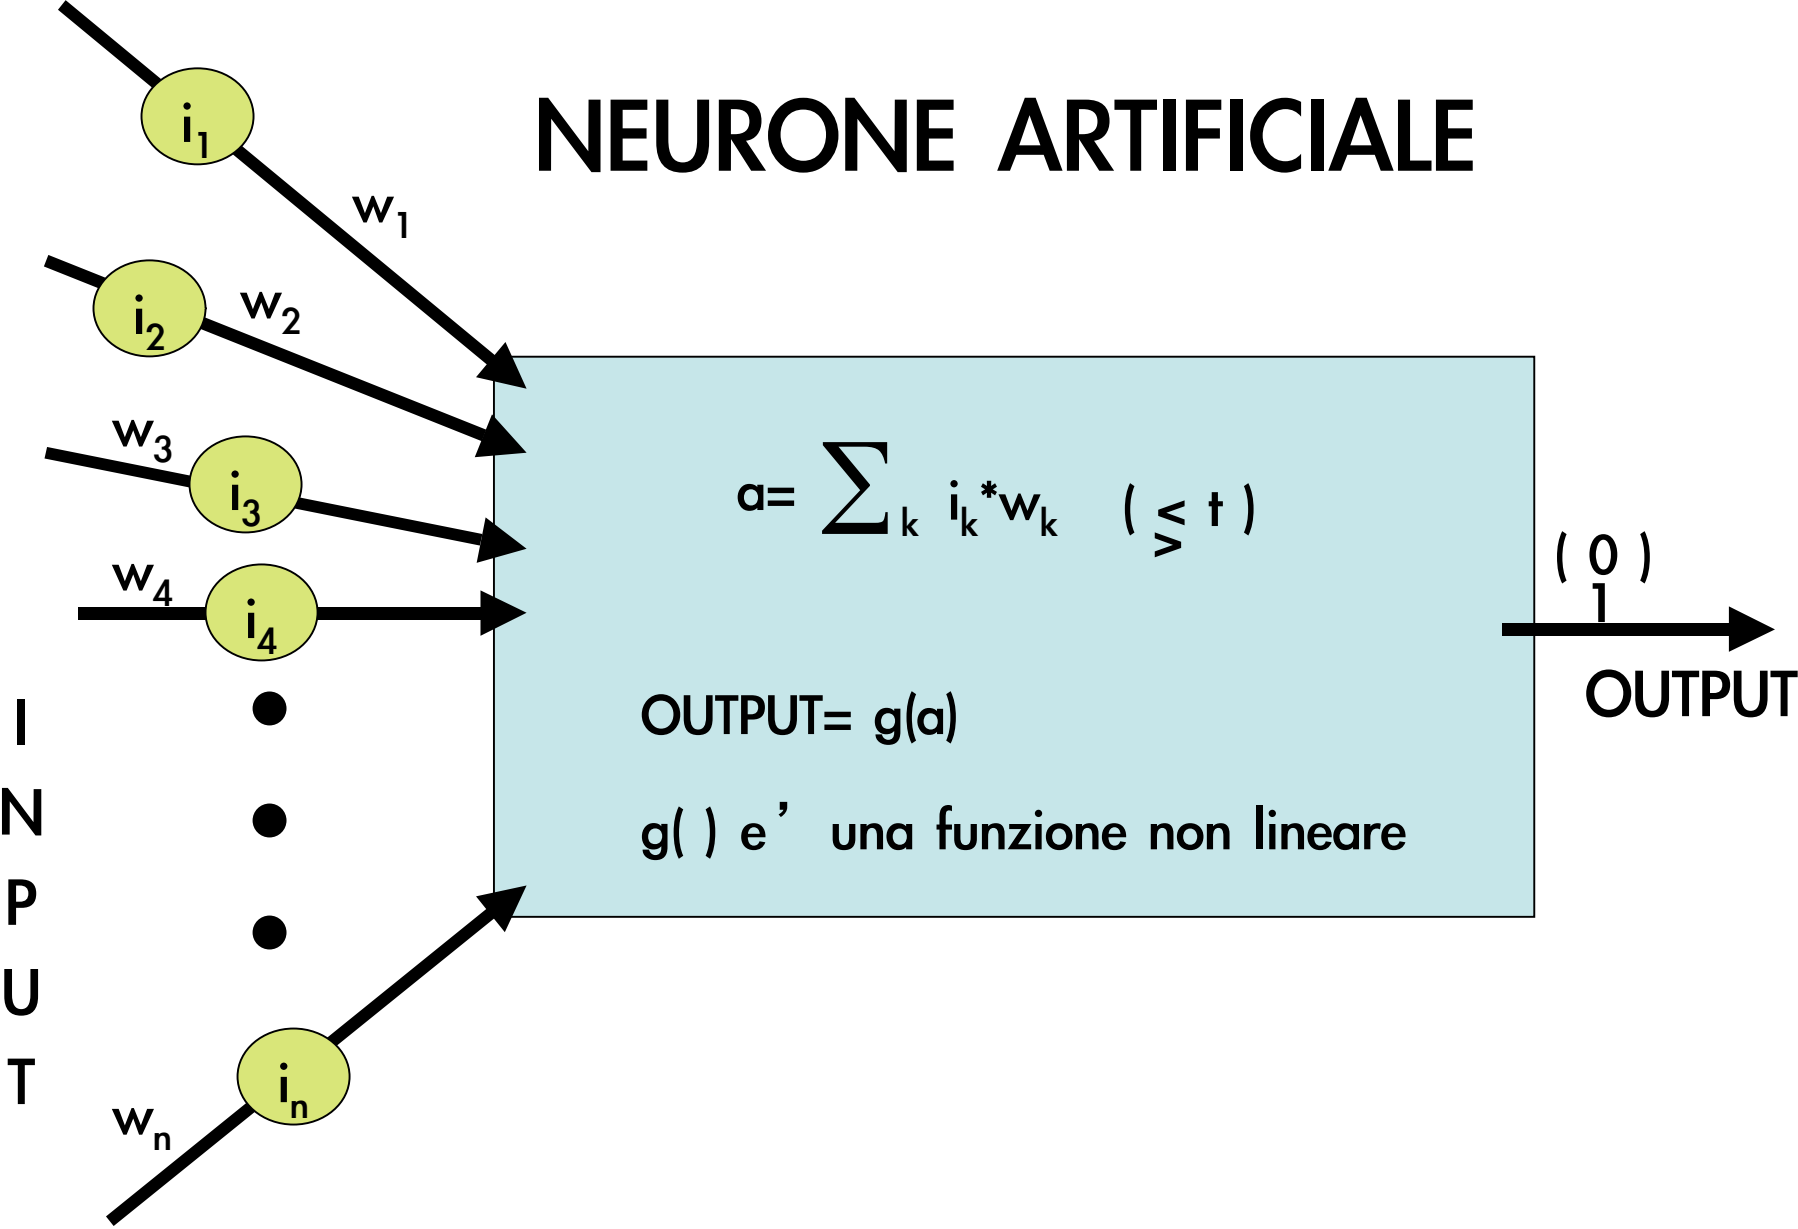 NEURONE ARTIFICIALE
i1
w1
i2
w2
w3
i3
w4
i4
a= ∑k ik*wk ( ≤ t )
>
( 0 )
1
OUTPUT
OUTPUT= g(a)
g( ) e’ una funzione non lineare
INPUT
in
wn